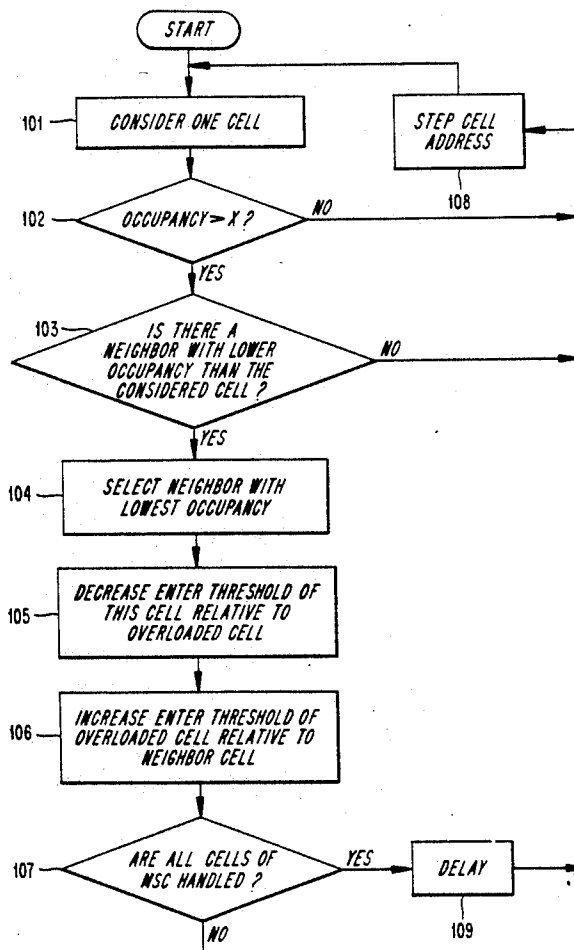 START
101
CONSIDER ONE CELL
STEP CELL
ADDRESS
108
102
OCCUPANCY > X ?
NO
YES
103
IS THERE A
NEIGHBOR WITH LOWER
OCCUPANCY THAN THE
CONSIDERED CELL ?
NO
YES
104
SELECT NEIGHBOR WITH
LOWEST OCCUPANCY
105
DECREASE ENTER THRESHOLD OF
THIS CELL RELATIVE TO
OVERLOADED CELL
106
INCREASE ENTER THRESHOLD OF
OVERLOADED CELL RELATIVE TO
NEIGHBOR CELL
107
ARE ALL CELLS OF
MSC HANDLED ?
YES
DELAY
109
NO